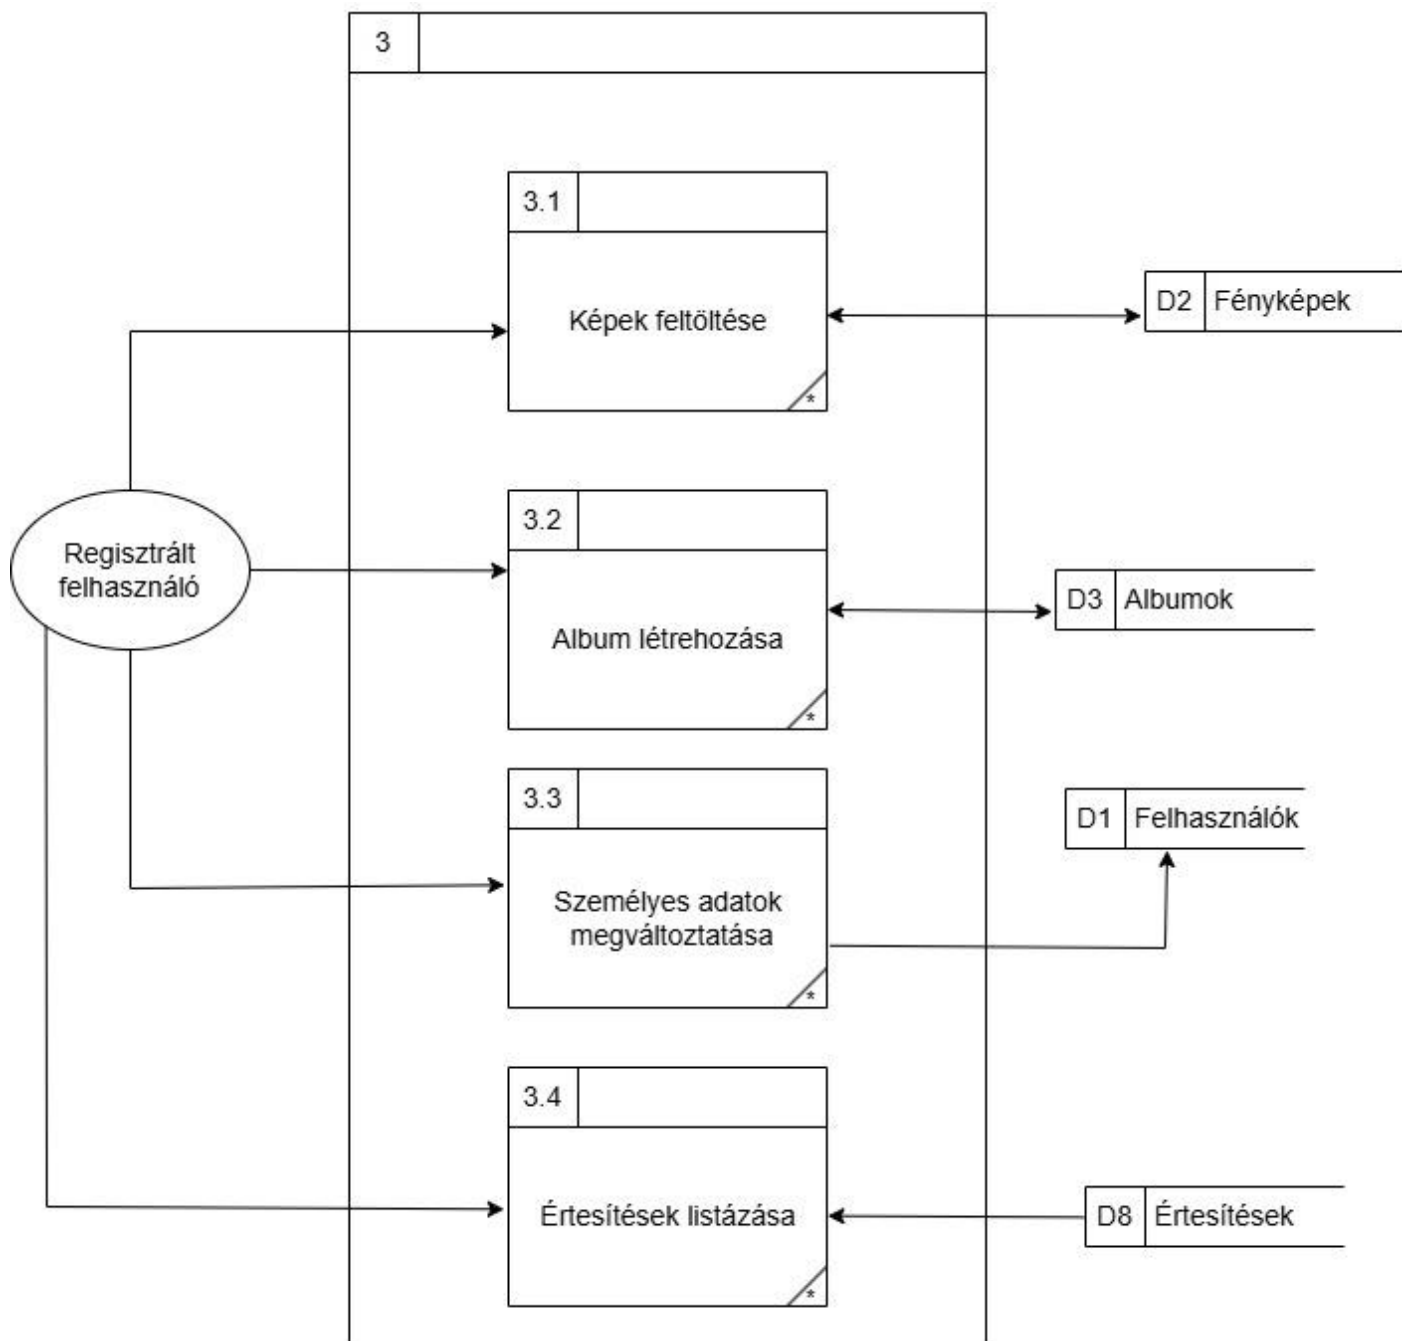 3
3.1
Képek feltöltése
*
D2 Fényképek
Regisztrált
felhasználó
3.2
Album létrehozása
*
D3 Albumok
3.3
Személyes adatok
megváltoztatása
*
D1 Felhasználók
3.4
Értesítések listázása
*
D8 Értesítések